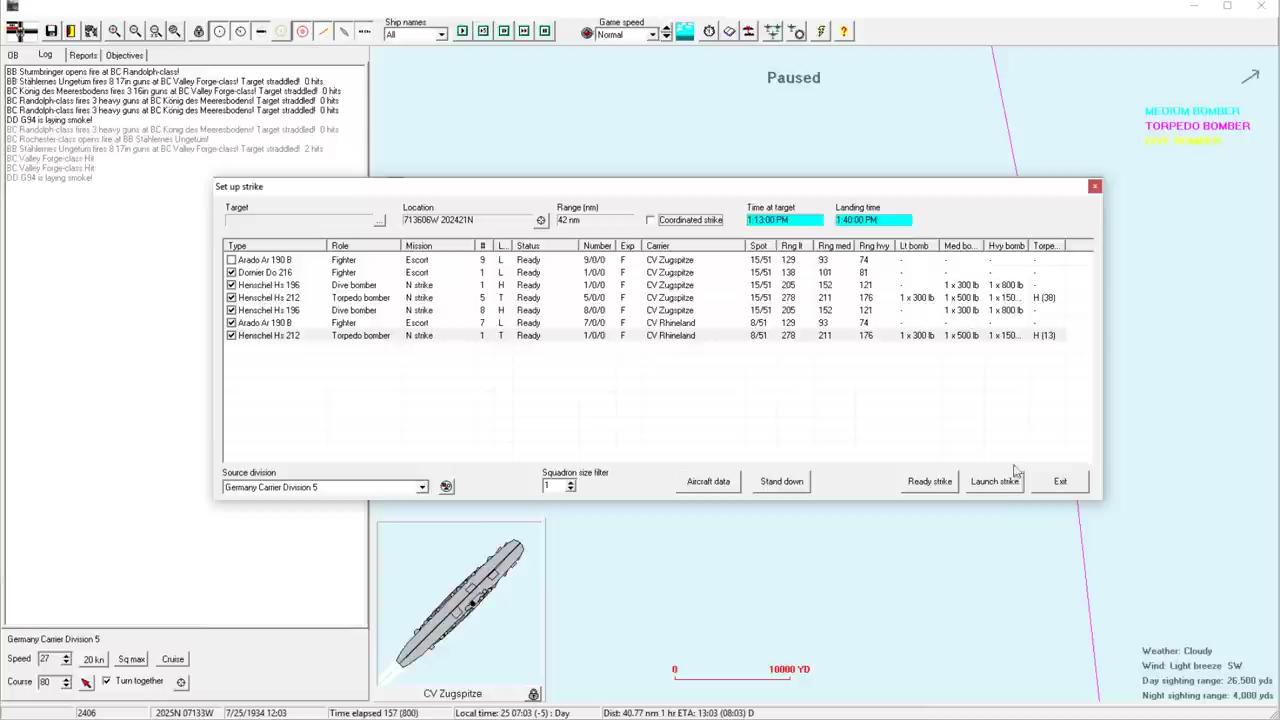 Ship names
Game speed
All
Normal
OB Log Reports Objectives
Paused
BB Sturmbringer opens fire at BC Randolph-class!
BB Stählernes Ungetüm fires 8 17in guns at BC Valley Forge-class! Target straddled! 0 hits
BC König des Meeresbodens fires 3 16in guns at BC Randolph-class! Target straddled! 0 hits
BC Randolph-class fires 3 heavy guns at BC König des Meeresbodens! Target straddled! 0 hits
BC Randolph-class fires 3 heavy guns at BC König des Meeresbodens! Target straddled! 0 hits
DD G94 is laying smoke!
BC Randolph-class fires 3 heavy guns at BC König des Meeresbodens! Target straddled! 0 hits
BC Rochester-class opens fire at BB Stählernes Ungetüm!
BB Stählernes Ungetüm fires 8 17in guns at BC Valley Forge-class! Target straddled! 2 hits
BC Valley Forge-class Hit
BC Valley Forge-class Hit
DD G94 is laying smoke!
MEDIUM BOMBER
TORPEDO BOMBER
DIVE BOMBER
Set up strike
Target Location Range (nm) Time at target Landing time
... 713606W 202421N 42 nm Coordinated strike 1:13:00 PM 1:40:00 PM
Type Role Mission # L... Status Number Exp Carrier Spot Rng lt Rng med Rng hvy Lt bomb Med bo... Hvy bomb Torpe...
Arado Ar 190 B Fighter Escort 9 L Ready 9/0/0 F CV Zugspitze 15/51 129 93 74 - - - -
Dornier Do 216 Fighter Escort 1 L Ready 1/0/0 F CV Zugspitze 15/51 138 101 81 - - - -
Henschel Hs 196 Dive bomber N strike 1 H Ready 1/0/0 F CV Zugspitze 15/51 205 152 121 - 1 x 300 lb 1 x 800 lb -
Henschel Hs 212 Torpedo bomber N strike 5 T Ready 5/0/0 F CV Zugspitze 15/51 278 211 176 1 x 300 lb 1 x 500 lb 1 x 150... H (38)
Henschel Hs 196 Dive bomber N strike 8 H Ready 8/0/0 F CV Zugspitze 15/51 205 152 121 - 1 x 300 lb 1 x 800 lb -
Arado Ar 190 B Fighter Escort 7 L Ready 7/0/0 F CV Rhineland 8/51 129 93 74 - - - -
Henschel Hs 212 Torpedo bomber N strike 1 T Ready 1/0/0 F CV Rhineland 8/51 278 211 176 1 x 300 lb 1 x 500 lb 1 x 150... H (13)
Source division
Squadron size filter
Germany Carrier Division 5
1
Aircraft data Stand down Ready strike Launch strike Exit
Germany Carrier Division 5
Speed 27 20 kn Sq max Cruise
Course 80 Turn together
CV Zugspitze
0 10000 YD
Weather: Cloudy
Wind: Light breeze SW
Day sighting range: 26,500 yds
Night sighting range: 4,000 yds
2406 2025N 07133W 7/25/1934 12:03 Time elapsed 157 (800) Local time: 25 07:03 (-5) : Day Dist: 40.77 nm 1 hr ETA: 13:03 (08:03) D